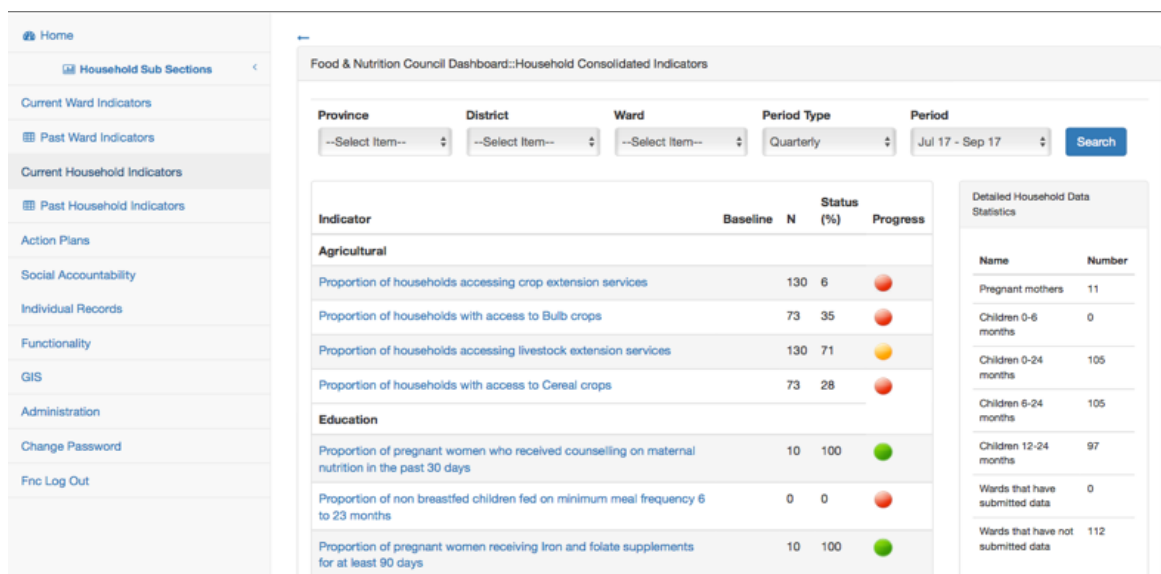 Home
Household Sub Sections
Current Ward Indicators
Past Ward Indicators
Current Household Indicators
Past Household Indicators
Action Plans
Social Accountability
Individual Records
Functionality
GIS
Administration
Change Password
Fnc Log Out
Food & Nutrition Council Dashboard::Household Consolidated Indicators
Province District Ward Period Type Period
--Select Item-- --Select Item-- --Select Item-- Quarterly Jul 17 - Sep 17 Search
Indicator Baseline N Status (%) Progress
Agricultural
Proportion of households accessing crop extension services 130 6
Proportion of households with access to Bulb crops 73 35
Proportion of households accessing livestock extension services 130 71
Proportion of households with access to Cereal crops 73 28
Education
Proportion of pregnant women who received counselling on maternal 10 100
nutrition in the past 30 days
Proportion of non breastfed children fed on minimum meal frequency 6 0 0
to 23 months
Proportion of pregnant women receiving Iron and folate supplements 10 100
for at least 90 days
Detailed Household Data
Statistics
Name Number
Pregnant mothers 11
Children 0-6 0
months
Children 0-24 105
months
Children 6-24 105
months
Children 12-24 97
months
Wards that have 0
submitted data
Wards that have not 112
submitted data